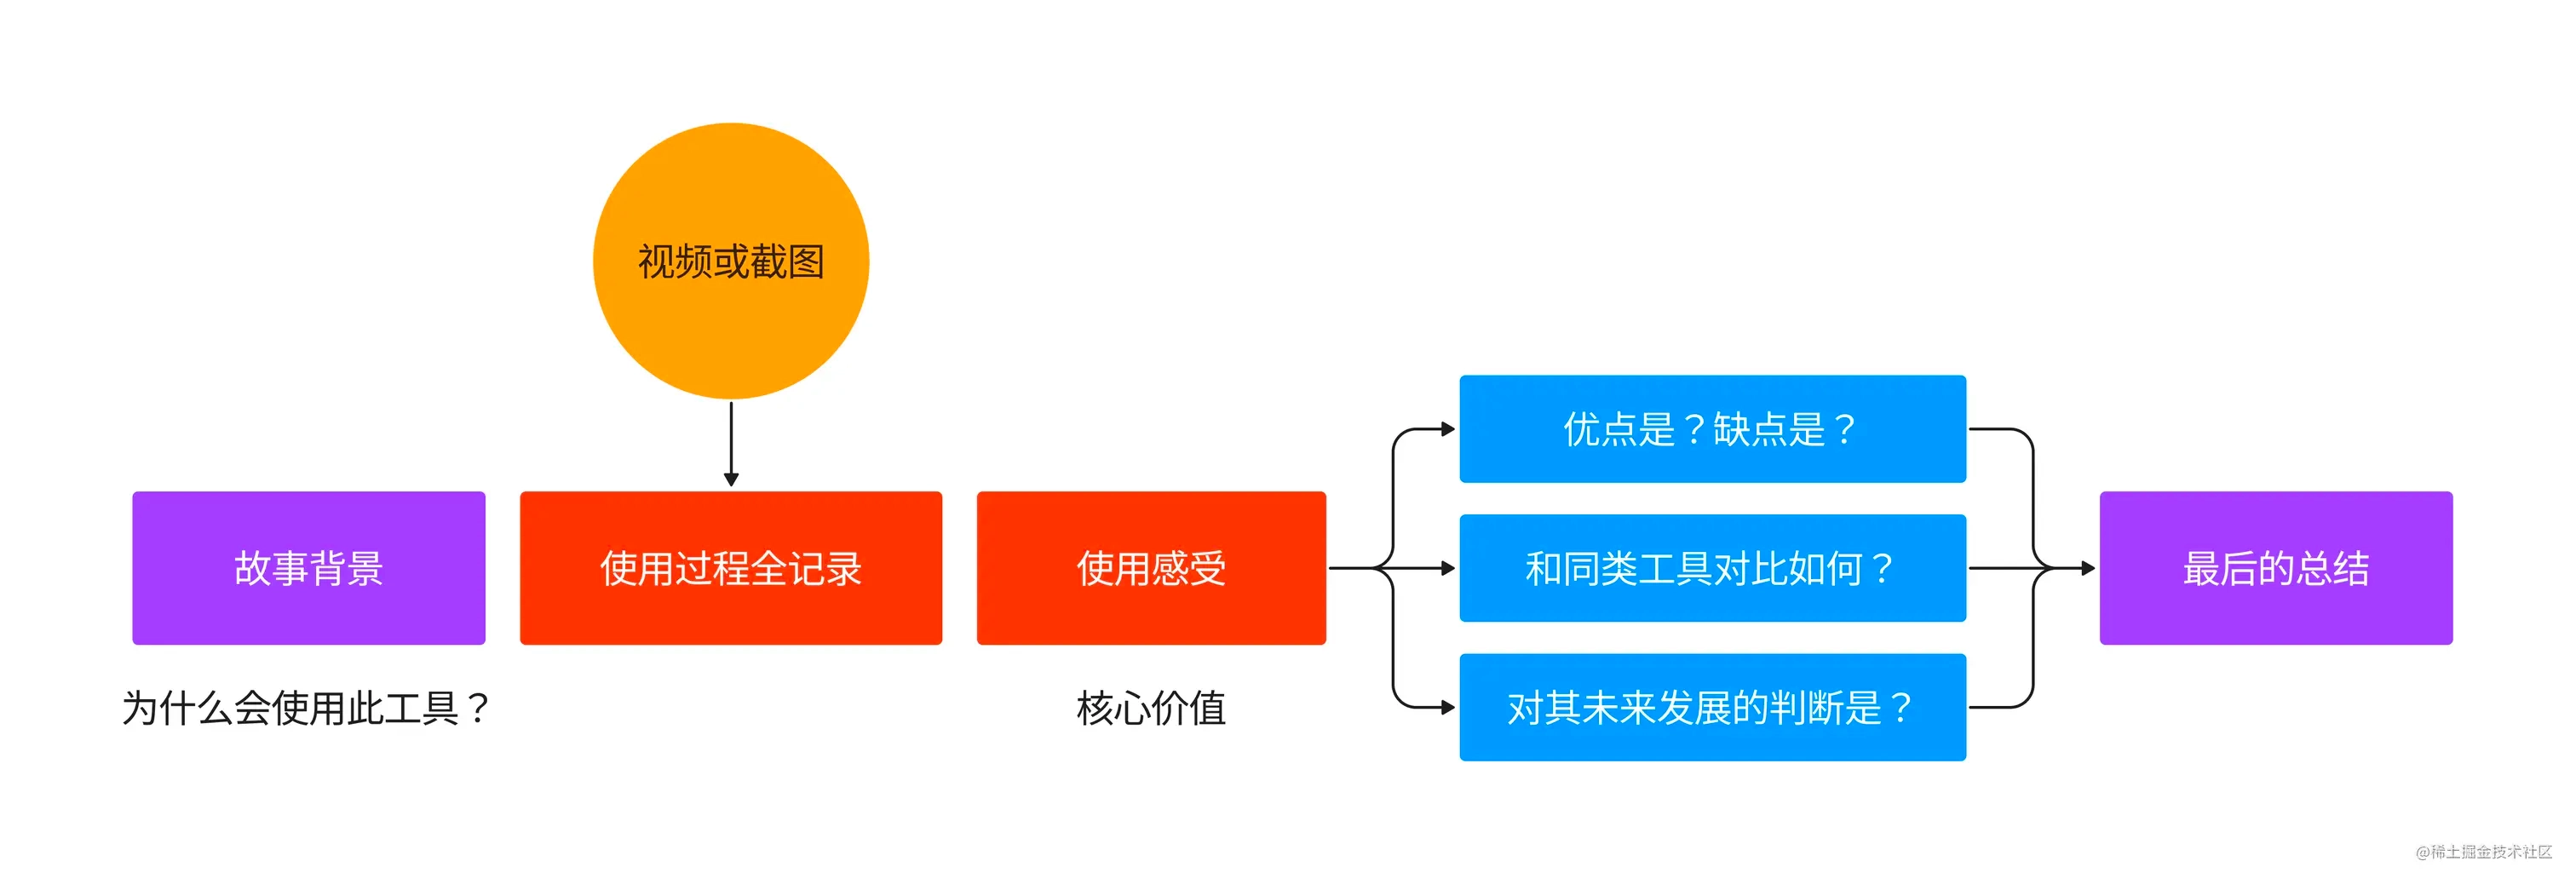 视频或截图
故事背景
为什么会使用此工具？
使用过程全记录
使用感受
核心价值
优点是？缺点是？
和同类工具对比如何？
对其未来发展的判断是？
最后的总结
@稀土掘金技术社区